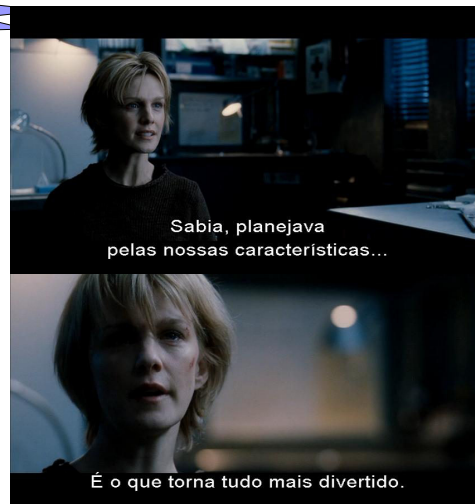 Sabia, planejava
pelas nossas características...
É o que torna tudo mais divertido.